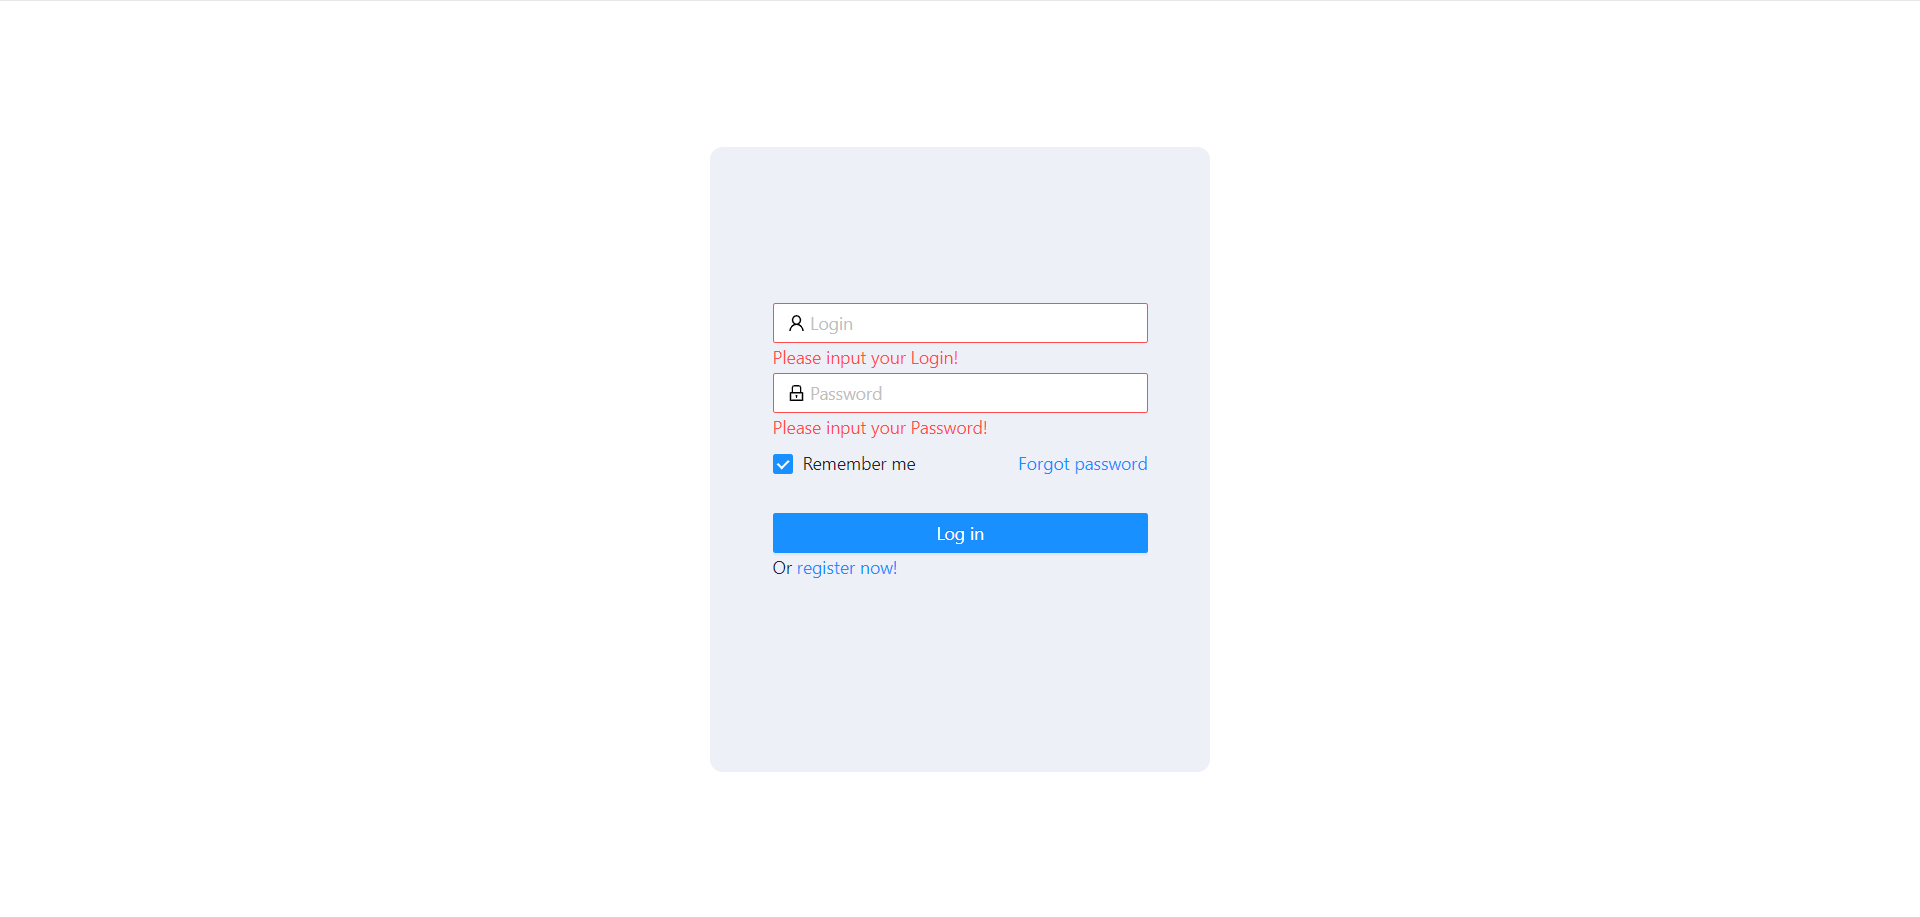 Login
Please input your Login!
Password
Please input your Password!
Remember me Forgot password
Log in
Or register now!